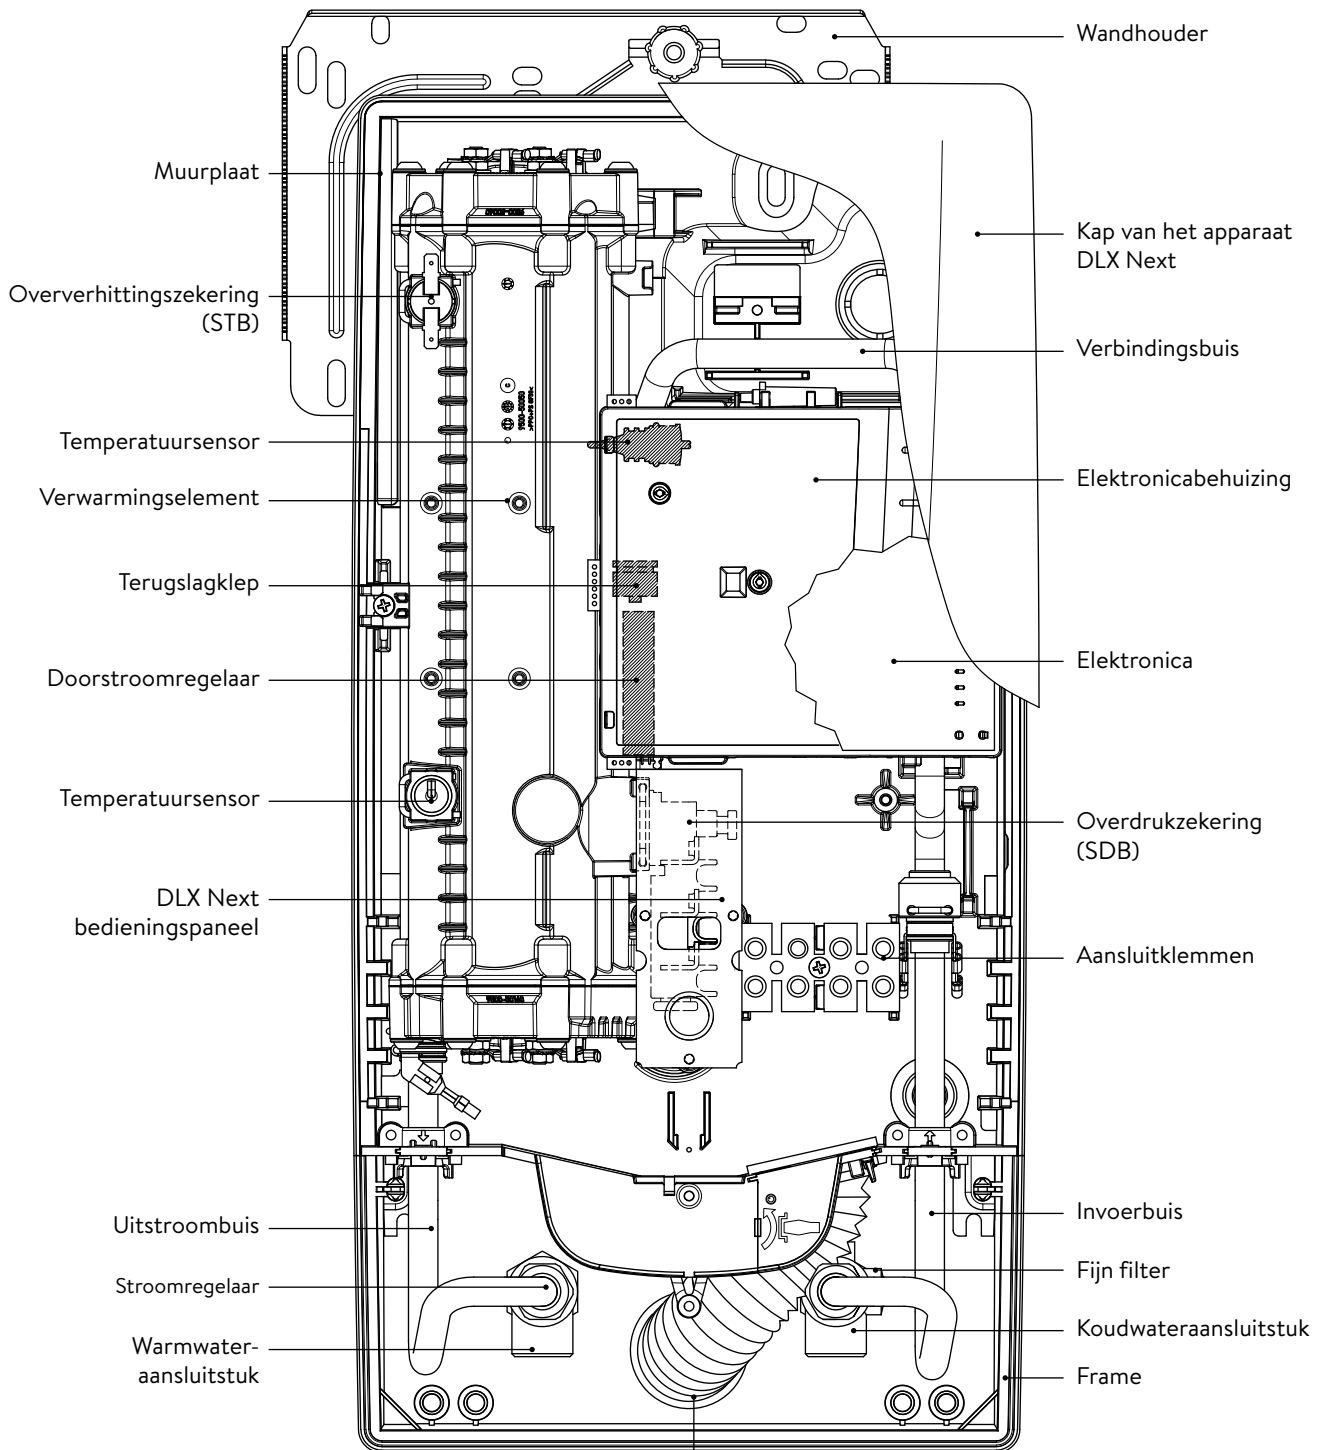 Wandhouder
Muurplaat
Kap van het apparaat
DLX Next
Oververhittingszekering
(STB)
Verbindingsbuis
Temperatuursensor
Elektronicabehuizing
Verwarmingselement
Terugslagklep
Elektronica
Doorstroomregelaar
Temperatuursensor
Overdrukzekering
(SDB)
DLX Next
bedieningspaneel
Aansluitklemmen
Uitstroombuis
Invoerbuis
Stroomregelaar
Fijn filter
Warmwater-
aansluitstuk
Koudwateraansluitstuk
Frame